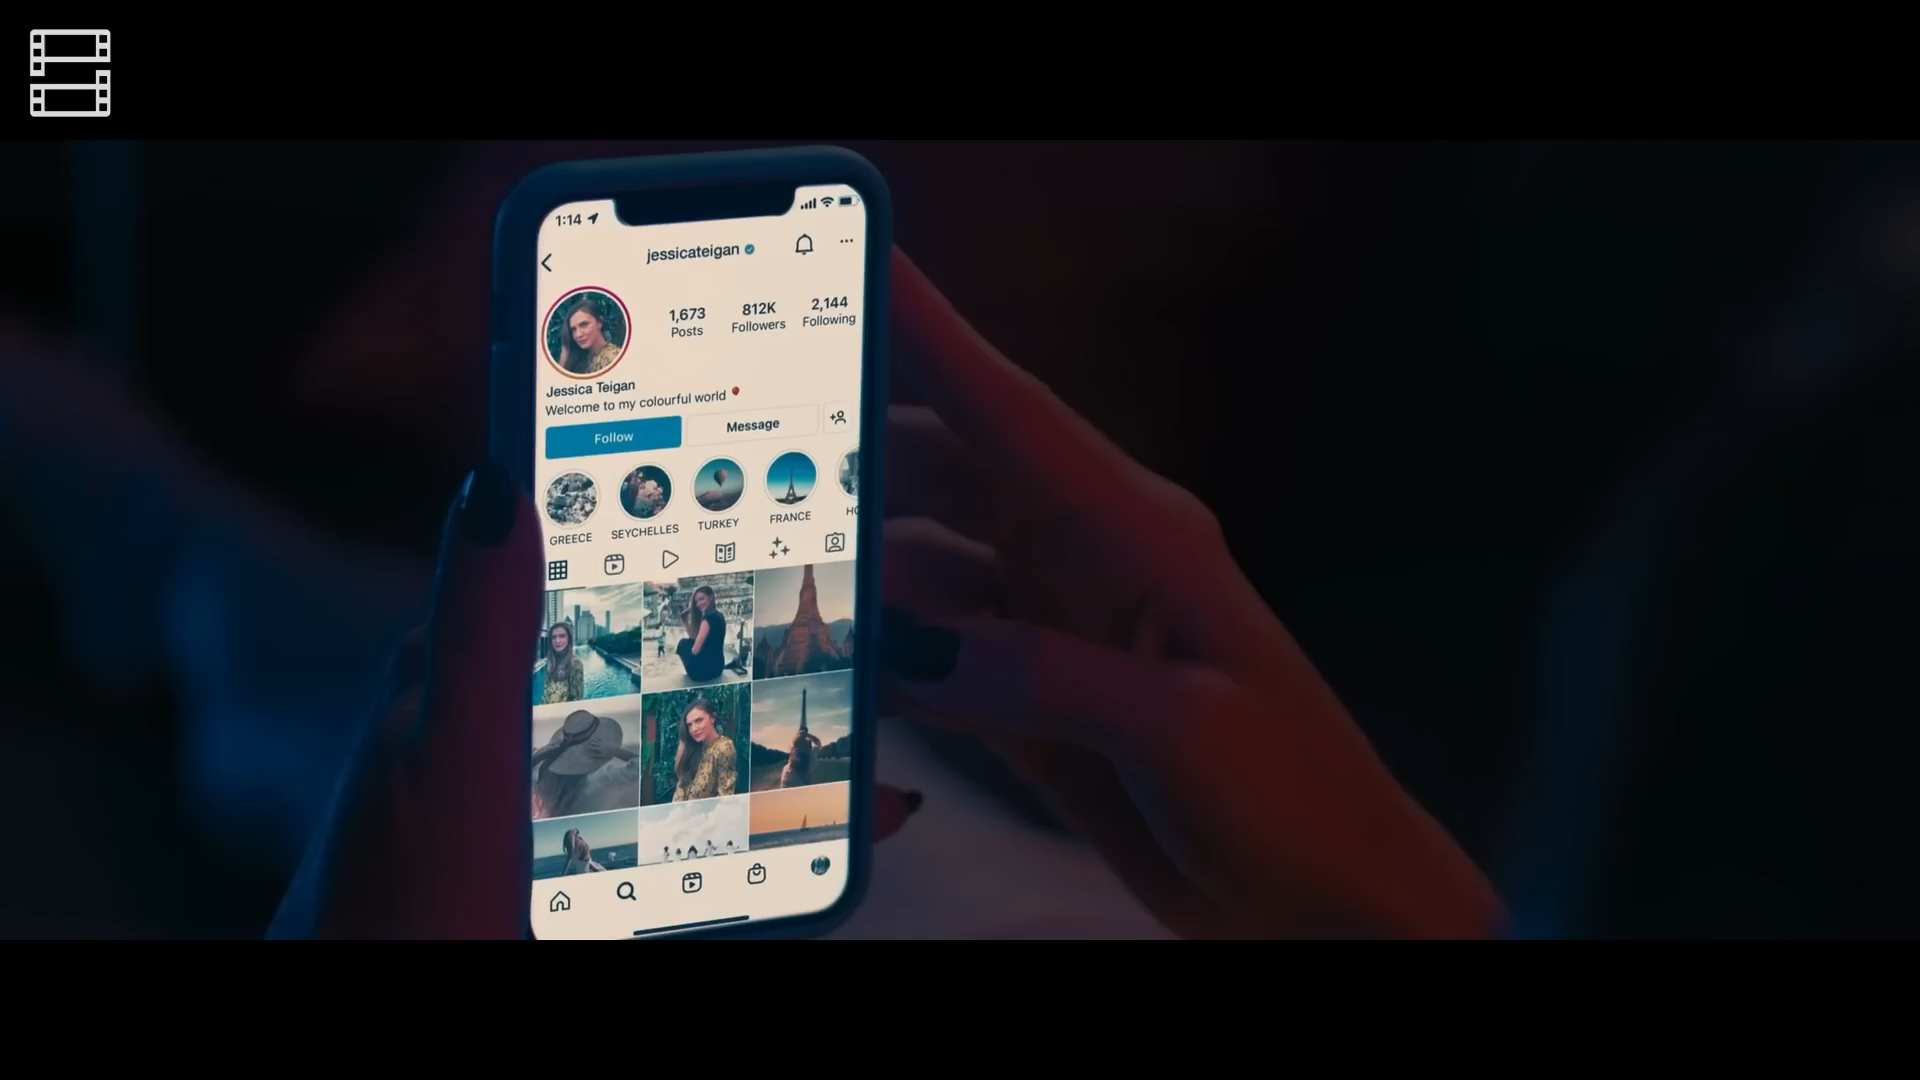 1:14
jessicateigan
1,673
Posts
812K
Followers
2,144
Following
Jessica Teigan
Welcome to my colourful world
Follow
Message
GREECE
SEYCHELLES
TURKEY
FRANCE